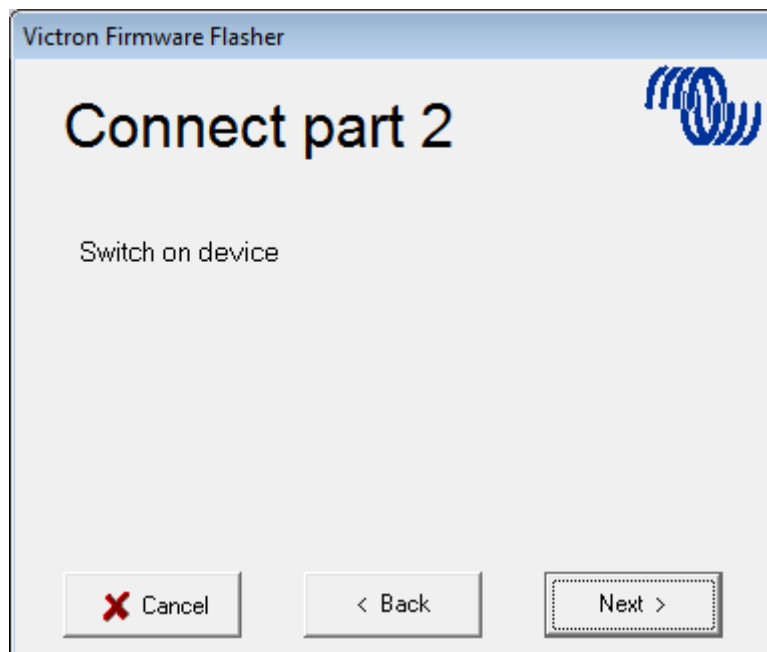 Victron Firmware Flasher
Connect part 2
Switch on device
Cancel
< Back
Next >